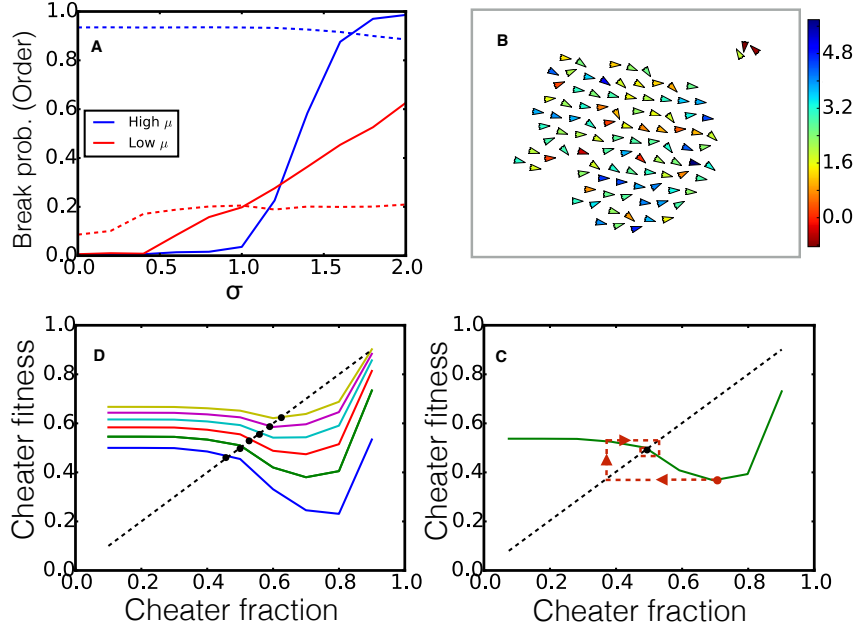 A
Break prob. (Order)
1.0
0.8
0.6
0.4
0.2
0.0
High μ
Low μ
0.0 0.5 1.0 1.5 2.0
σ
B
4.8
3.2
1.6
0.0
D
Cheater fitness
1.0
0.8
0.6
0.4
0.2
0.0
0.0 0.2 0.4 0.6 0.8 1.0
Cheater fraction
C
Cheater fitness
1.0
0.8
0.6
0.4
0.2
0.0
0.0 0.2 0.4 0.6 0.8 1.0
Cheater fraction